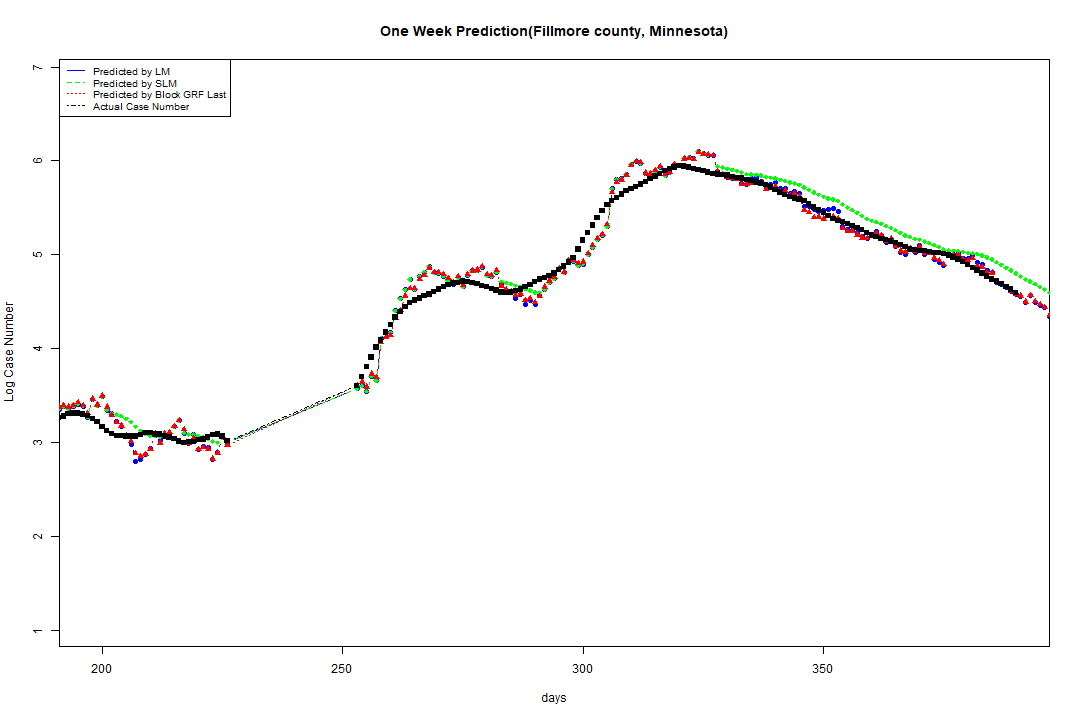 One Week Prediction(Fillmore county, Minnesota)
Predicted by LM
Predicted by SLM
Predicted by Block GRF Last
Actual Case Number
7
6
5
4
3
2
1
Log Case Number
200
250
300
350
days